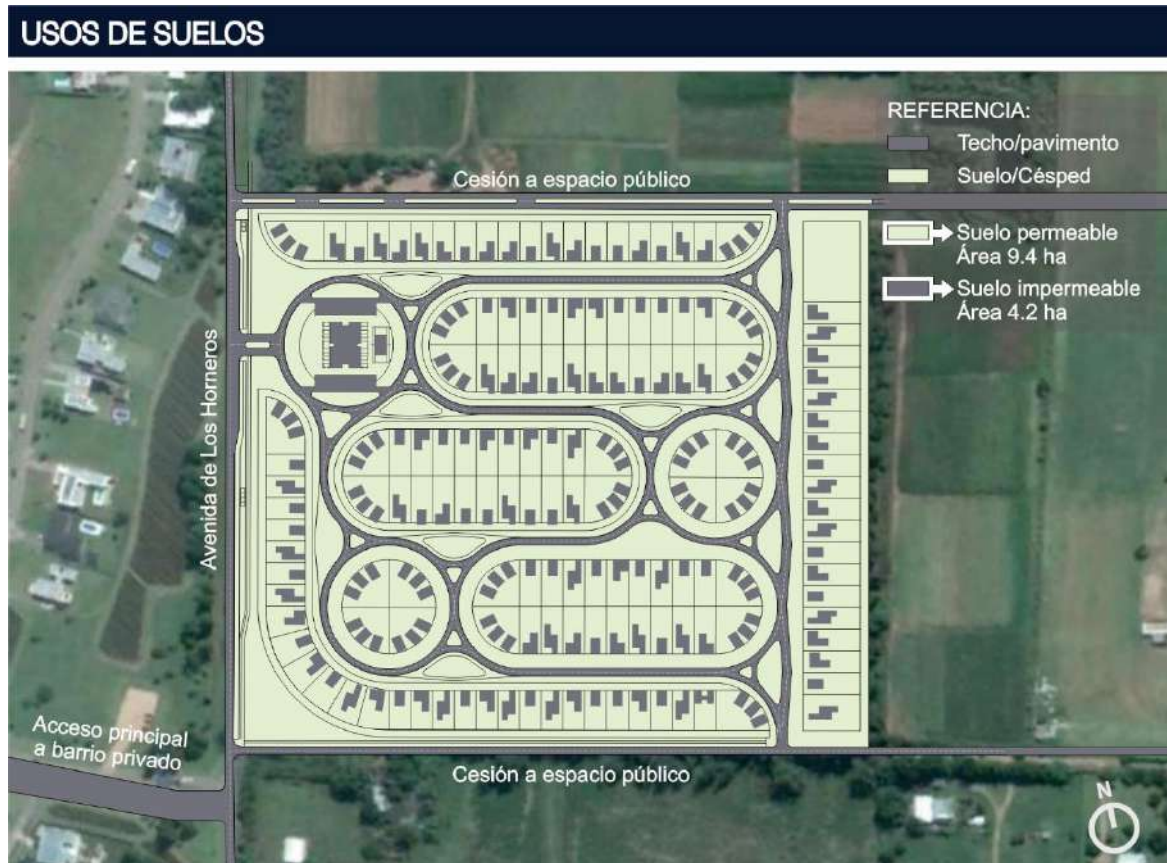 USOS DE SUELOS
REFERENCIA:
Techo/pavimento
Suelo/Césped
Suelo permeable
Área 9.4 ha
Suelo impermeable
Área 4.2 ha
Cesión a espacio público
Avenida de Los Horneros
Acceso principal
a barrio privado
Cesión a espacio público
N